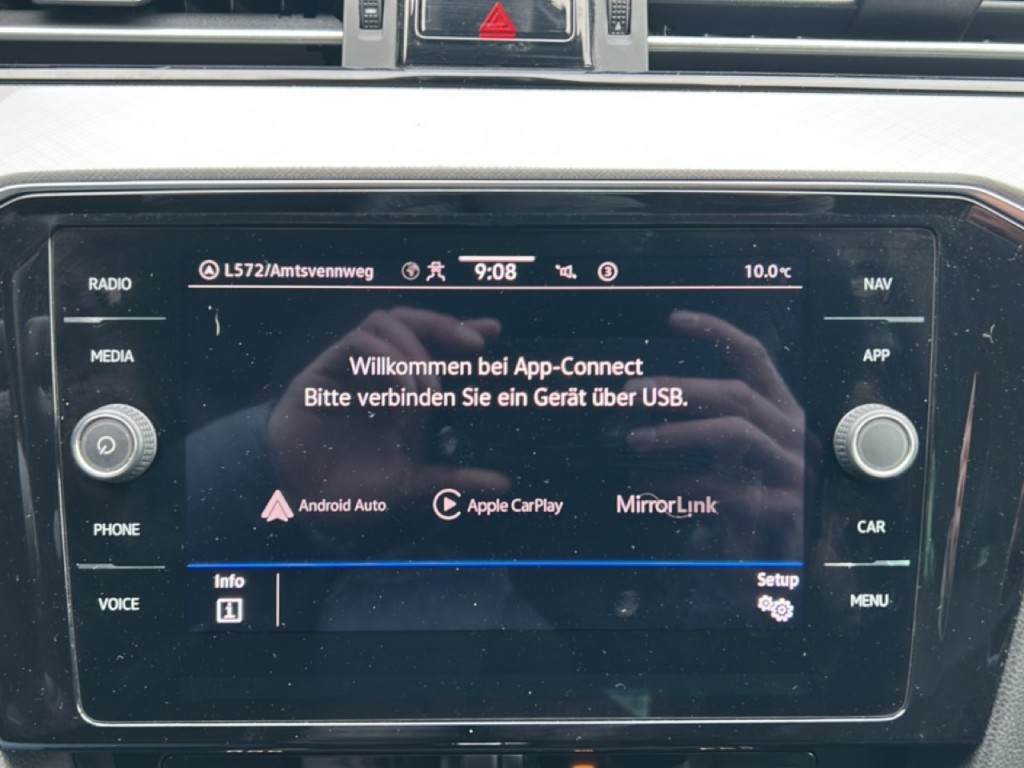 L572/Amtsvennweg 9:08 3 10.0°C
RADIO
NAV
MEDIA
APP
Willkommen bei App-Connect
Bitte verbinden Sie ein Gerät über USB.
Android Auto Apple CarPlay MirrorLink
PHONE
CAR
Info
Setup
VOICE
MENU